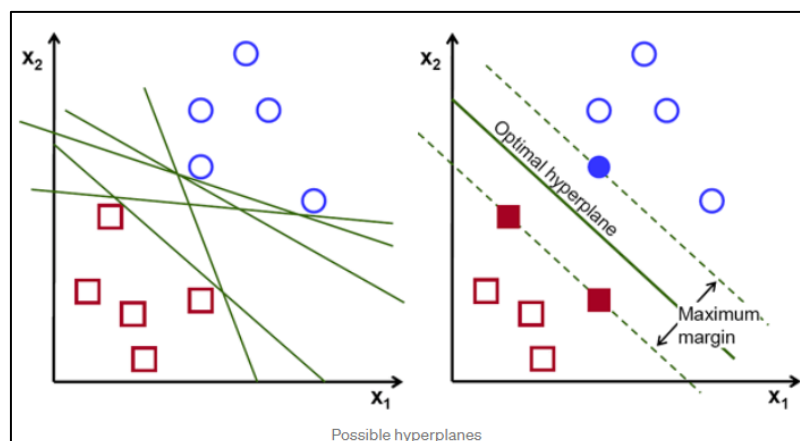 x2
x1
x2
Optimal hyperplane
Maximum
margin
x1
Possible hyperplanes